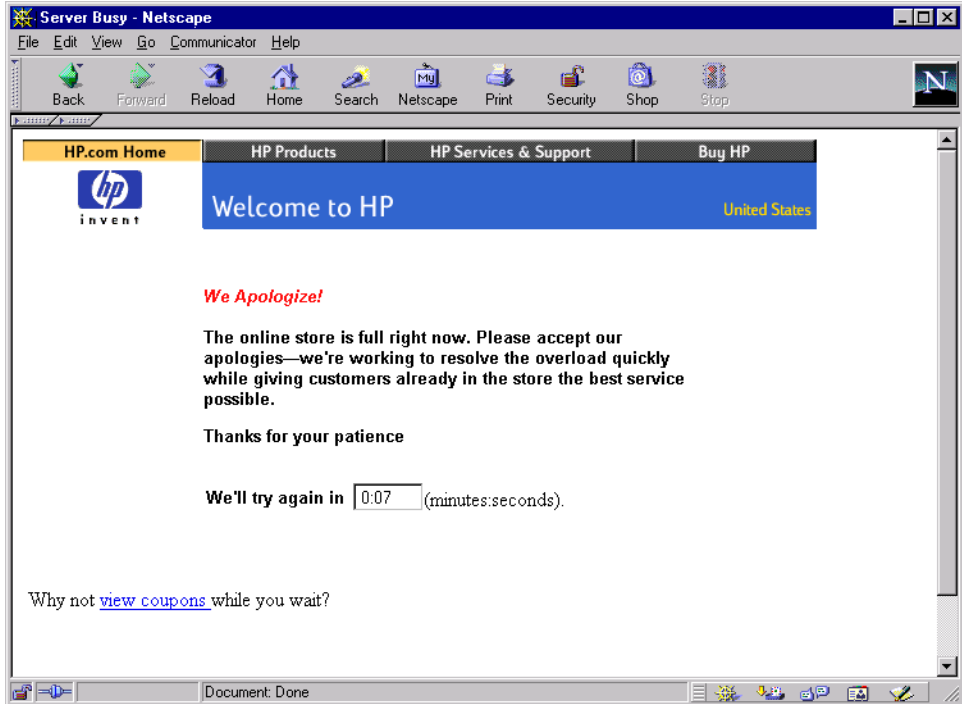 Server Busy - Netscape
File Edit View Go Communicator Help
My
N
Back Forward Reload Home Search Netscape Print Security Shop Stop
HP.com Home HP Products HP Services & Support Buy HP
hp
invent
Welcome to HP
United States
We Apologize!
The online store is full right now. Please accept our
apologies—we're working to resolve the overload quickly
while giving customers already in the store the best service
possible.
Thanks for your patience
We'll try again in 0:07 (minutes:seconds).
Why not view coupons while you wait?
Document: Done